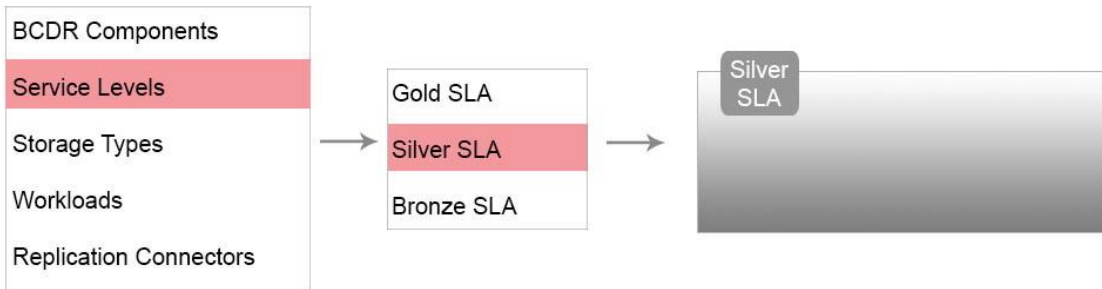 BCDR Components
Service Levels
Storage Types
Workloads
Replication Connectors
Gold SLA
Silver SLA
Bronze SLA
Silver
SLA